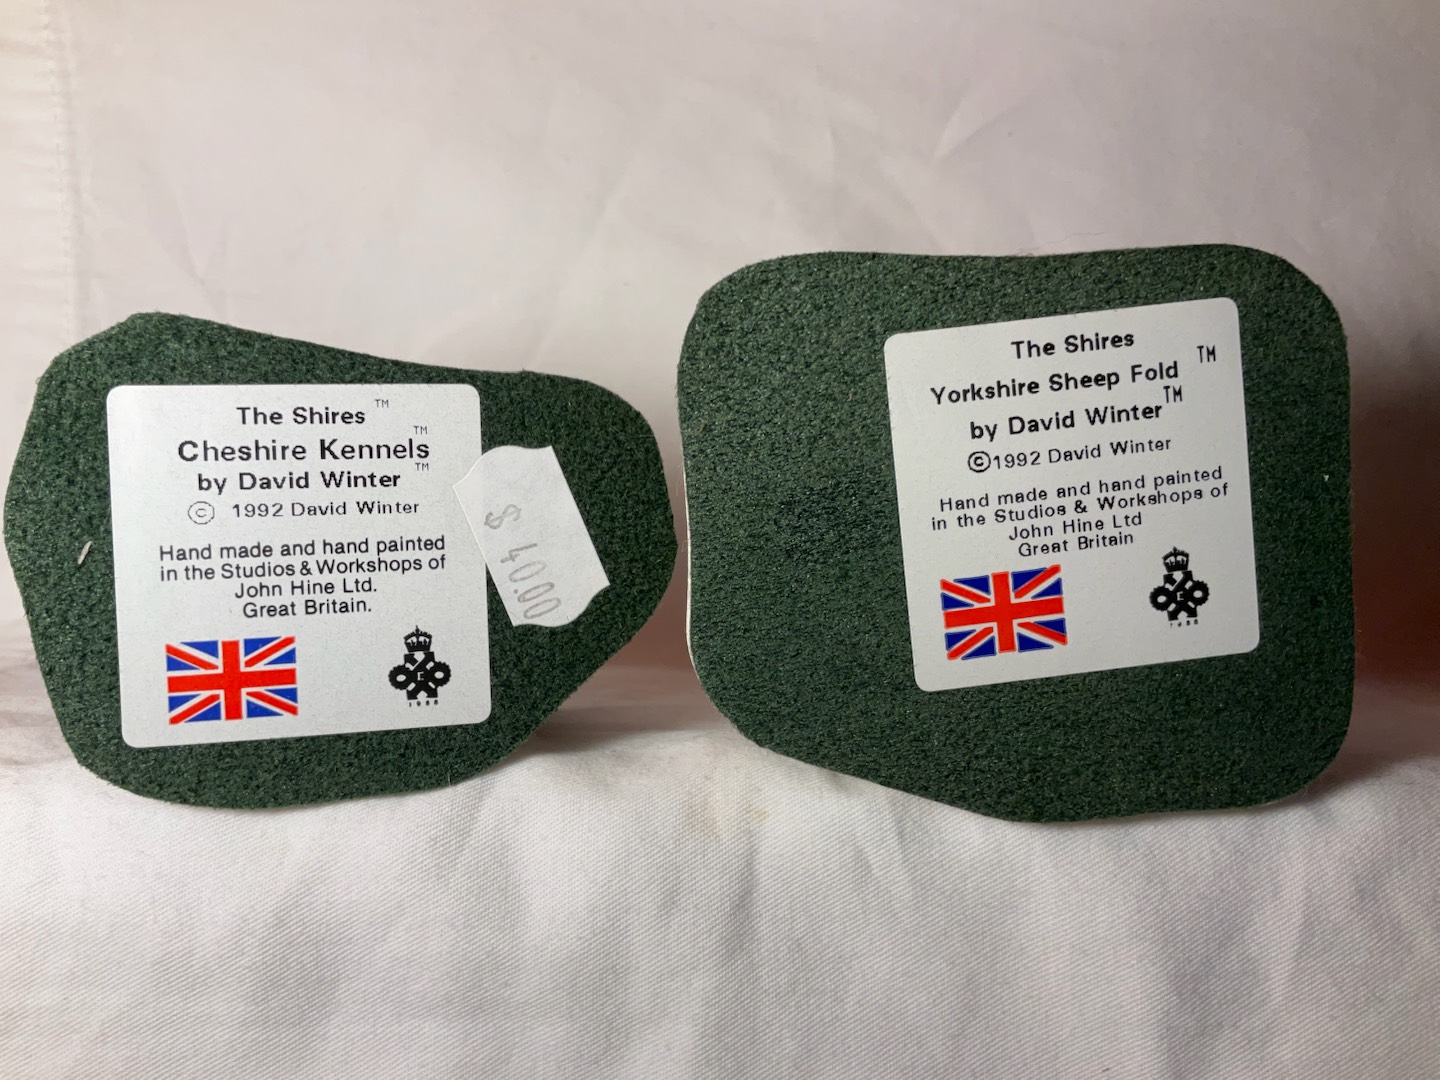 The Shires ™
Cheshire Kennels ™
by David Winter ™
© 1992 David Winter
Hand made and hand painted
in the Studios & Workshops of
John Hine Ltd.
Great Britain.
E
1988
$ 40.00
The Shires
Yorkshire Sheep Fold ™
by David Winter ™
©1992 David Winter
Hand made and hand painted
in the Studios & Workshops of
John Hine Ltd
Great Britain
1988